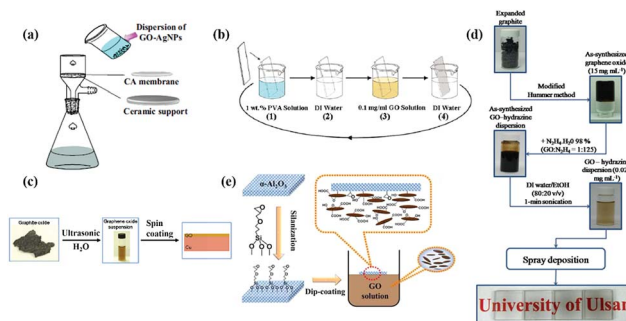 (a)
Dispersion of
GO-AgNPs
CA membrane
Ceramic support
(b)
1 wt.% PVA Solution
(1)
DI Water
(2)
0.1 mg/ml GO Solution
(3)
DI Water
(4)
(c)
Graphite oxide
Ultrasonic
H₂O
Graphene oxide
suspension
Spin
coating
GO
Cu
(d)
Expanded
graphite
As-synthesized
graphene oxide
(15 mg mL⁻¹)
Modified
Hummer method
As-synthesized
GO-hydrazine
dispersion
+ N₂H₄.H₂O 98 %
(GO:N₂H₄ = 1:125)
GO – hydrazine
dispersion (0.02
mg mL⁻¹)
DI water/EtOH
(80:20 v/v)
1-min sonication
Spray deposition
University of Ulsan
(e)
α-Al₂O₃
Silanization
Dip-coating
GO
solution